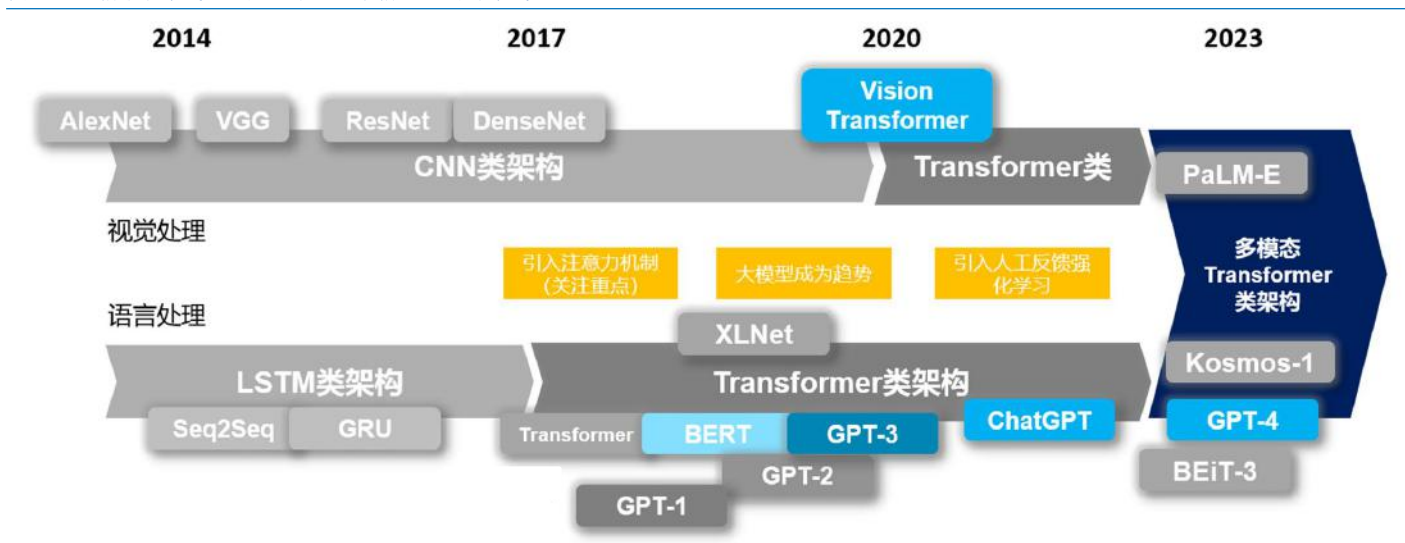 2014
2017
2020
2023
Vision
Transformer
AlexNet
VGG
ResNet
DenseNet
CNN类架构
Transformer类
PaLM-E
视觉处理
引入注意力机制
(关注重点)
大模型成为趋势
引入人工反馈强
化学习
多模态
Transformer
类架构
语言处理
XLNet
LSTM类架构
Transformer类架构
Kosmos-1
Seq2Seq
GRU
Transformer
BERT
GPT-3
ChatGPT
GPT-4
GPT-2
BEiT-3
GPT-1